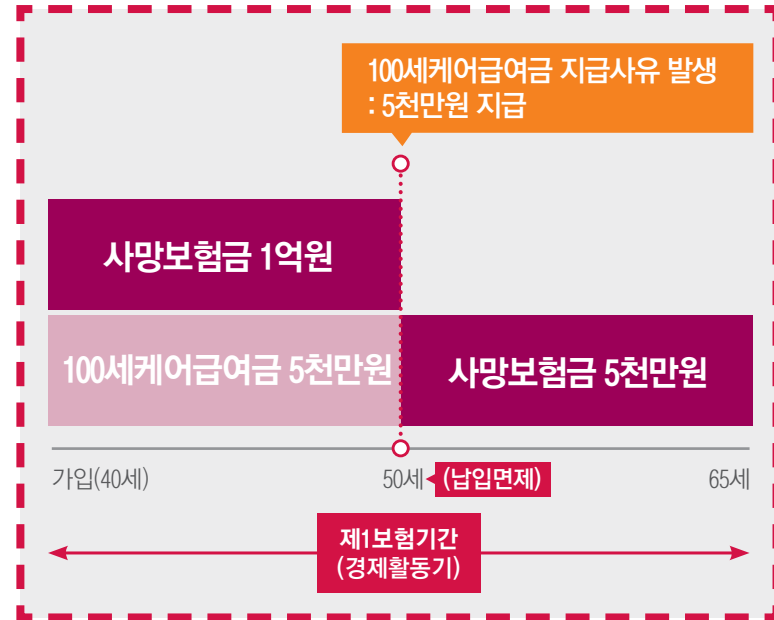 100세케어급여금 지급사유 발생
: 5천만원 지급
사망보험금 1억원
100세케어급여금 5천만원
사망보험금 5천만원
가입(40세)
50세
(납입면제)
65세
제1보험기간
(경제활동기)